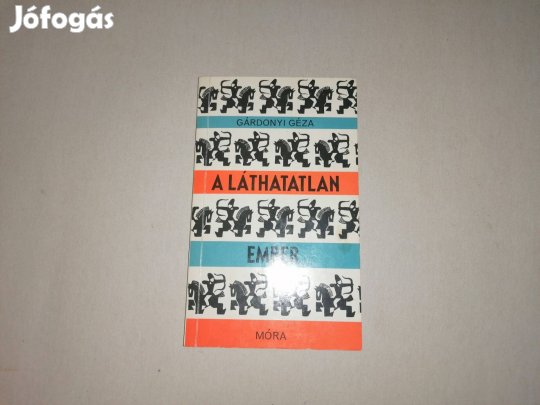 Jófogás
GÁRDONYI GÉZA
A LÁTHATATLAN
EMBER
MÓRA